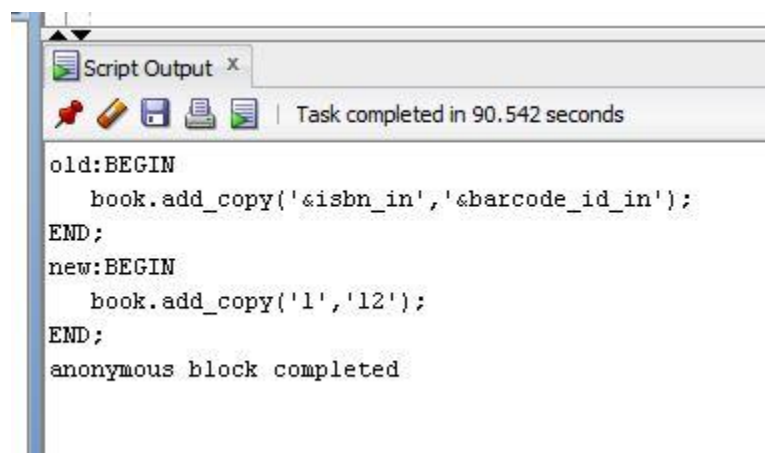 Script Output x
Task completed in 90.542 seconds
old:BEGIN
book.add_copy('&isbn_in','&barcode_id_in');
END;
new:BEGIN
book.add_copy('1','12');
END;
anonymous block completed